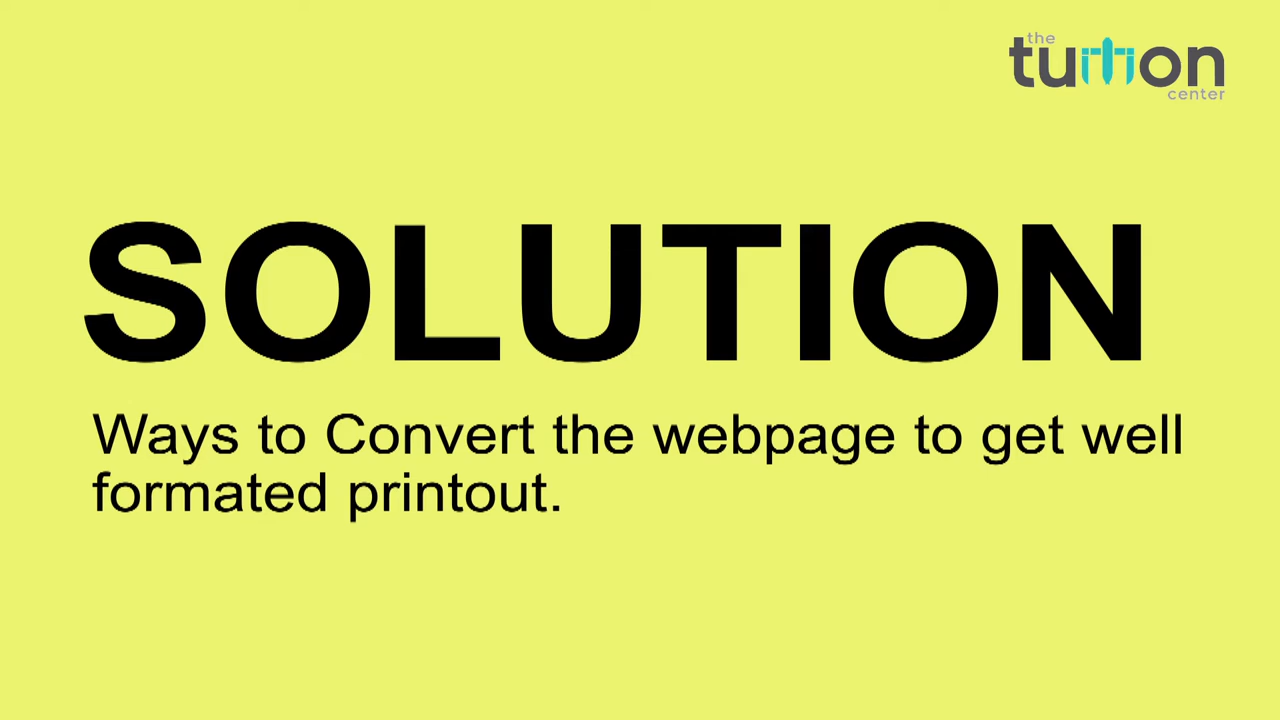 the
tuition
center
SOLUTION
Ways to Convert the webpage to get well
formated printout.